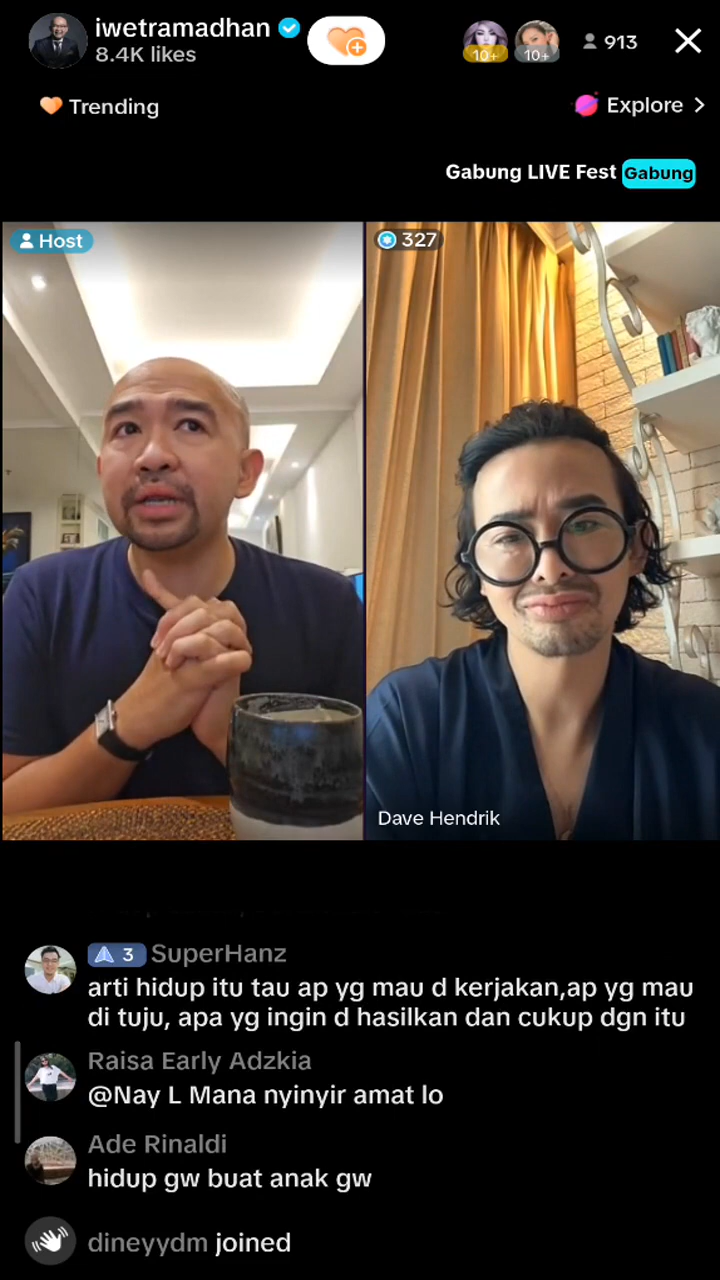 iwetramadhan
8.4K likes
10+
10+
913
Trending
Explore
Gabung LIVE Fest Gabung
Host
327
Dave Hendrik
3 SuperHanz
arti hidup itu tau ap yg mau d kerjakan,ap yg mau
di tuju, apa yg ingin d hasilkan dan cukup dgn itu
Raisa Early Adzkia
@Nay L Mana nyinyir amat lo
Ade Rinaldi
hidup gw buat anak gw
dineyydm joined